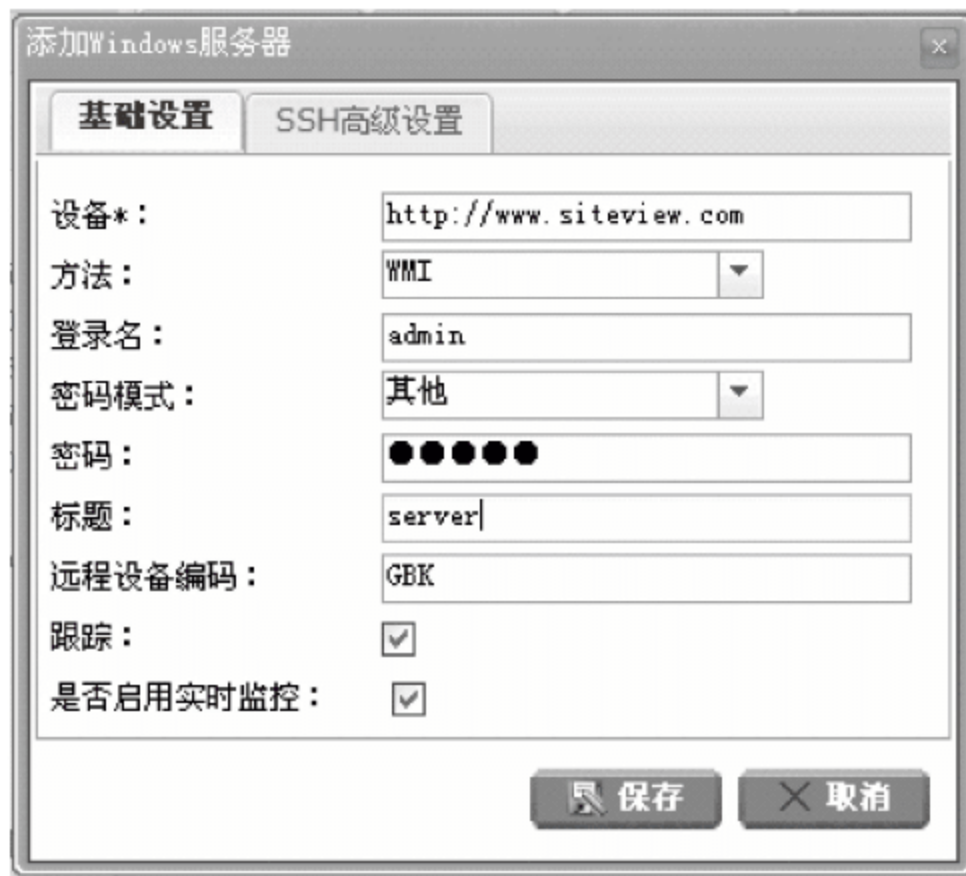 添加Windows服务器
基础设置 SSH高级设置
设备*： http://www.siteview.com
方法： WMI
登录名： admin
密码模式： 其他
密码： ●●●●●
标题： server
远程设备编码： GBK
跟踪：
是否启用实时监控：
保存 取消